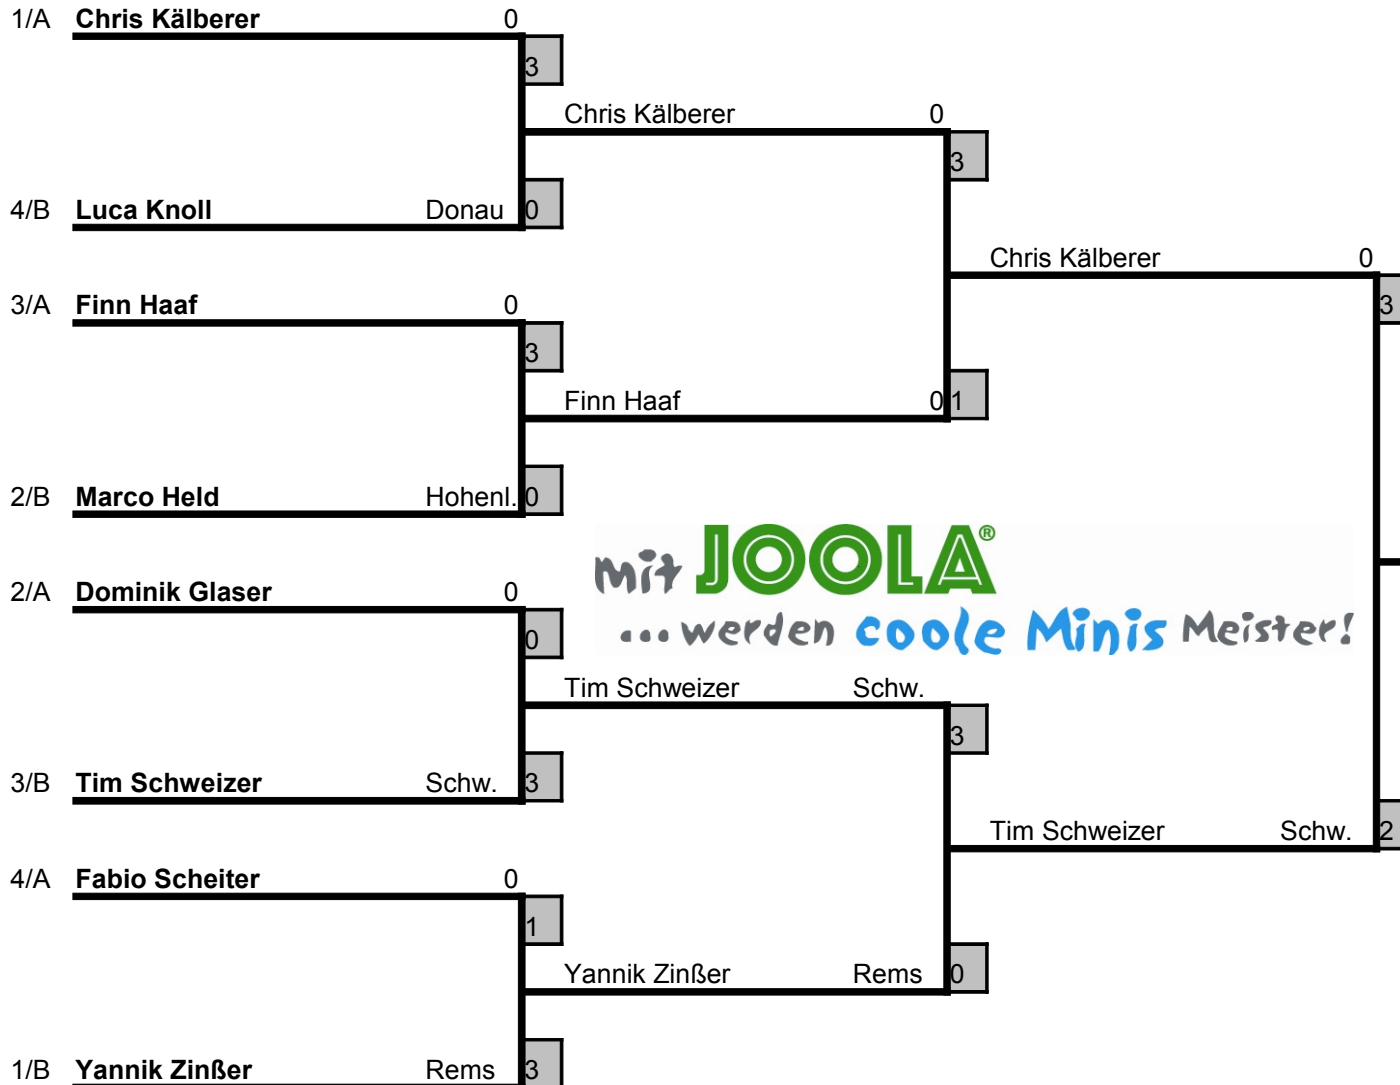 1/A Chris Kälberer 0
3
Chris Kälberer 0
3
4/B Luca Knoll Donau 0
Chris Kälberer 0
3/A Finn Haaf 0
3
3
Finn Haaf 0 1
2/B Marco Held Hohenl. 0
mit JOOLA®
...werden coole Minis Meister!
2/A Dominik Glaser 0
0
Tim Schweizer Schw.
3
3/B Tim Schweizer Schw. 3
Tim Schweizer Schw. 2
4/A Fabio Scheiter 0
1
Yannik Zinßer Rems 0
1/B Yannik Zinßer Rems 3